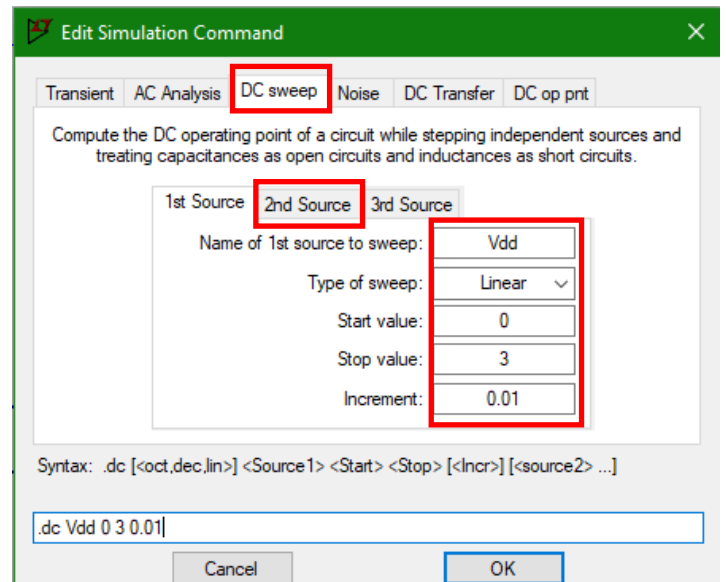 Edit Simulation Command
Transient AC Analysis DC sweep Noise DC Transfer DC op pnt
Compute the DC operating point of a circuit while stepping independent sources and
treating capacitances as open circuits and inductances as short circuits.
1st Source 2nd Source 3rd Source
Name of 1st source to sweep: Vdd
Type of sweep: Linear
Start value: 0
Stop value: 3
Increment: 0.01
Syntax: .dc [<oct,dec,lin>] <Source1> <Start> <Stop> [<Incr>] [<source2> ...]
.dc Vdd 0 3 0.01
Cancel OK